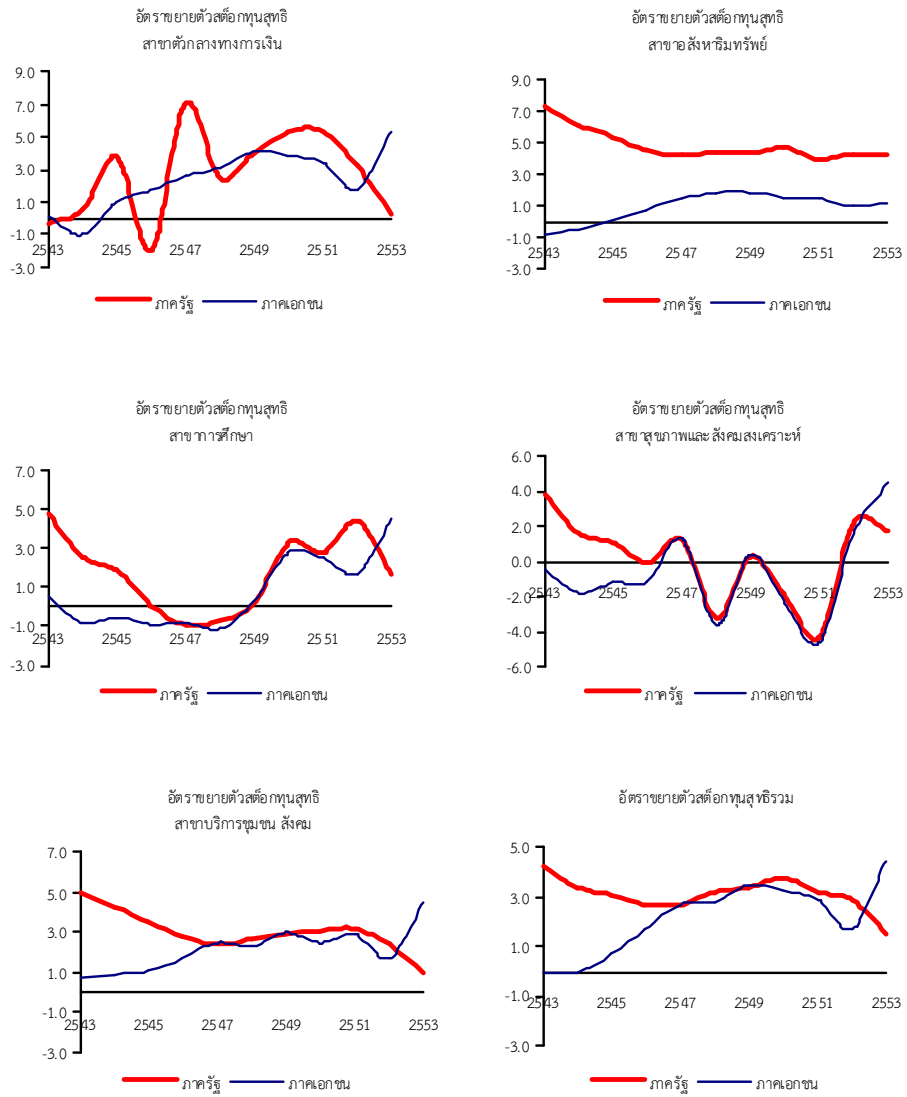 อัตราขยายตัวสต็อกทุนสุทธิ
สาขาตัวกลางทางการเงิน
9.0
7.0
5.0
3.0
1.0
-1.0
-3.0
2543 2545 2547 2549 2551 2553
ภาครัฐ ภาคเอกชน
อัตราขยายตัวสต็อกทุนสุทธิ
สาขาอสังหาริมทรัพย์
9.0
7.0
5.0
3.0
1.0
-1.0
-3.0
2543 2545 2547 2549 2551 2553
ภาครัฐ ภาคเอกชน
อัตราขยายตัวสต็อกทุนสุทธิ
สาขาการศึกษา
7.0
5.0
3.0
1.0
-1.0
-3.0
2543 2545 2547 2549 2551 2553
ภาครัฐ ภาคเอกชน
อัตราขยายตัวสต็อกทุนสุทธิ
สาขาสุขภาพและสังคมสงเคราะห์
6.0
4.0
2.0
0.0
-2.0
-4.0
-6.0
2543 2545 2547 2549 2551 2553
ภาครัฐ ภาคเอกชน
อัตราขยายตัวสต็อกทุนสุทธิ
สาขาบริการชุมชน สังคม
7.0
5.0
3.0
1.0
-1.0
-3.0
2543 2545 2547 2549 2551 2553
ภาครัฐ ภาคเอกชน
อัตราขยายตัวสต็อกทุนสุทธิรวม
5.0
3.0
1.0
-1.0
-3.0
2543 2545 2547 2549 2551 2553
ภาครัฐ ภาคเอกชน